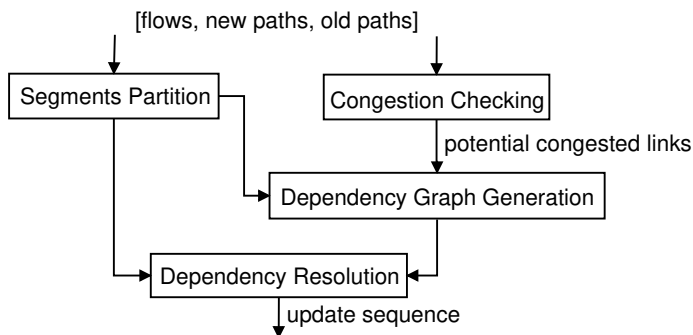 [flows, new paths, old paths]
Segments Partition
Congestion Checking
potential congested links
Dependency Graph Generation
Dependency Resolution
update sequence